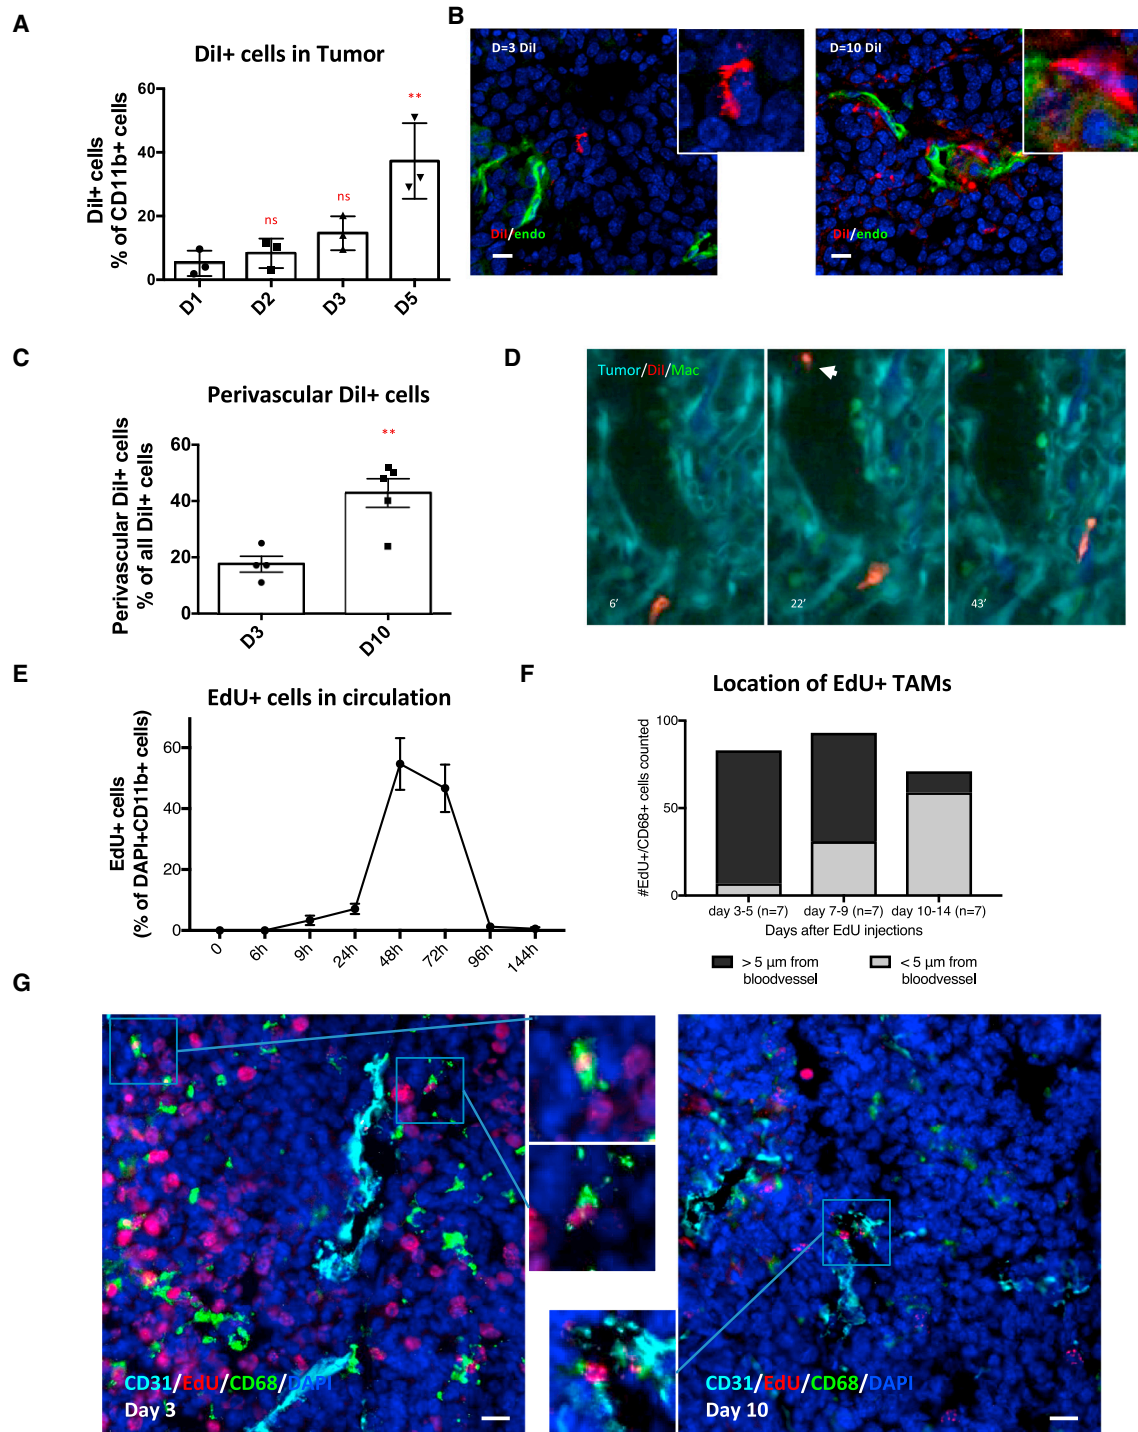 A
DiI+ cells in Tumor
DiI+ cells
% of CD11b+ cells
60
40
20
0
ns
ns
**
D1
D2
D3
D5
B
D=3 DiI
DiI/endo
D=10 DiI
DiI/endo
C
Perivascular DiI+ cells
Perivascular DiI+ cells
% of all DiI+ cells
60
40
20
0
**
D3
D10
D
Tumor/DiI/Mac
6'
22'
43'
E
EdU+ cells in circulation
EdU+ cells
(% of DAPI+CD11b+ cells)
60
40
20
0
0
6h
9h
24h
48h
72h
96h
144h
F
Location of EdU+ TAMs
#EdU+/CD68+ cells counted
100
50
0
day 3-5 (n=7)
day 7-9 (n=7)
day 10-14 (n=7)
Days after EdU injections
> 5 µm from
bloodvessel
< 5 µm from
bloodvessel
G
CD31/EdU/CD68/DAPI
Day 3
CD31/EdU/CD68/DAPI
Day 10